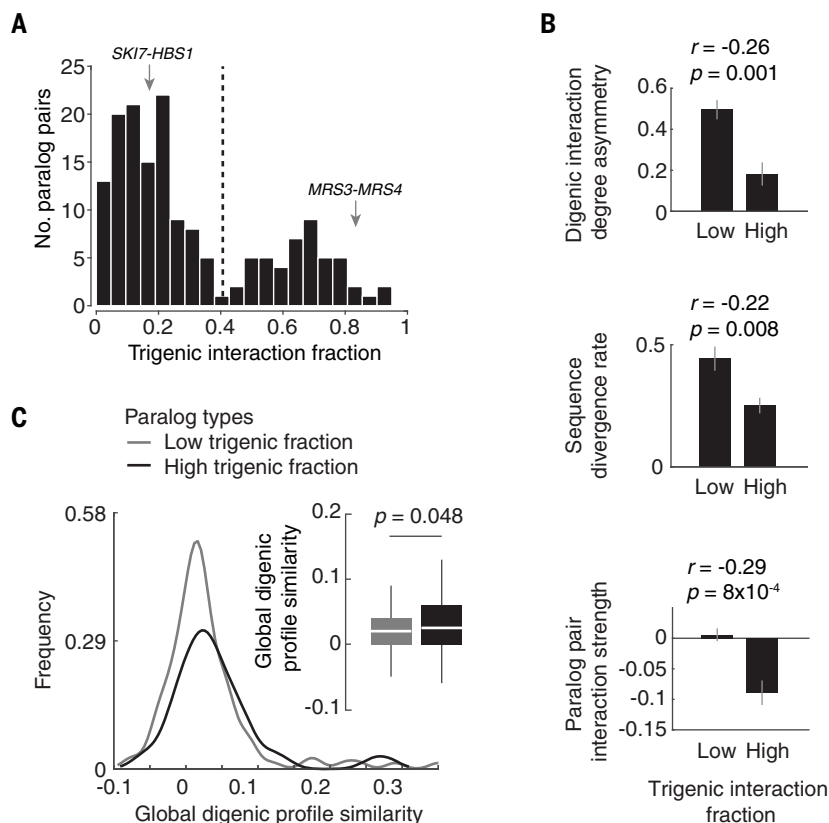 A
SKI7-HBS1
MRS3-MRS4
No. paralog pairs
25
20
15
10
5
0
0
0.2
0.4
0.6
0.8
1
Trigenic interaction fraction
B
r = -0.26
p = 0.001
Digenic interaction
degree asymmetry
0.6
0.4
0.2
0
Low High
r = -0.22
p = 0.008
Sequence
divergence rate
0.5
0
Low High
r = -0.29
p = 8x10-4
Paralog pair
interaction strength
0
-0.05
-0.1
-0.15
Low High
Trigenic interaction
fraction
C
Paralog types
Low trigenic fraction
High trigenic fraction
Frequency
0.58
0.29
0
-0.1
0
0.1
0.2
0.3
Global digenic profile similarity
Global digenic
profile similarity
0.2
0.1
0
-0.1
p = 0.048